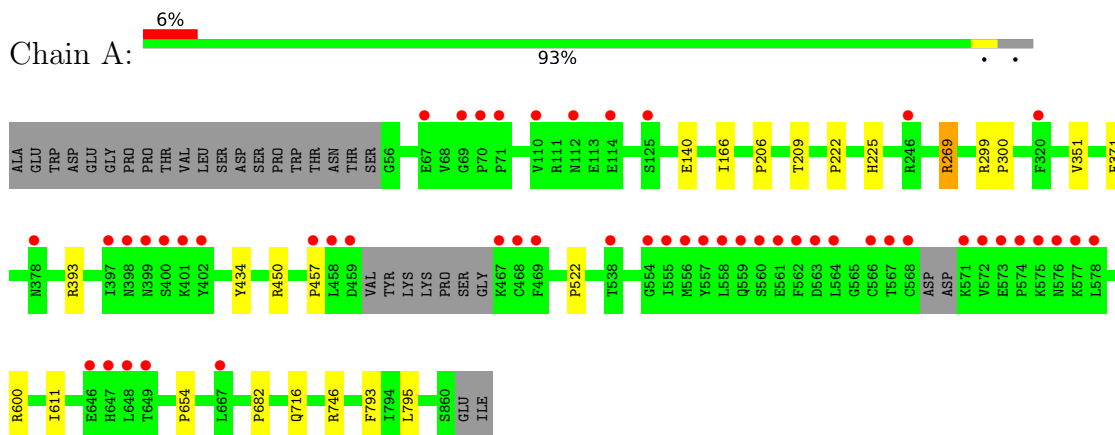 6%
Chain A:
93%
ALA GLU TRP ASP GLU GLY PRO PRO THR VAL LEU SER ASP SER PRO TRP THR ASN THR SER G56 E67 V68 G69 P70 P71 V110 R111 N112 E113 E114 S125 E140 I166 P206 T209 P222 H225 R246 R269 R299 P300 F320 V351
N378 R393 I397 N398 N399 S400 K401 Y402 Y434 R450 P457 L458 D459 VAL TYR LYS LYS PRO SER GLY K467 C468 F469 P522 T538 G554 I555 M556 Y557 L558 Q559 S560 E561 F562 D563 L564 G565 C566 T567 C568 ASP ASP K571 V572 E573 P574 K575 N576 K577 L578
R600 I611 E646 H647 L648 T649 P654 L667 P682 Q716 R746 F793 I794 L795 S860 GLU ILE